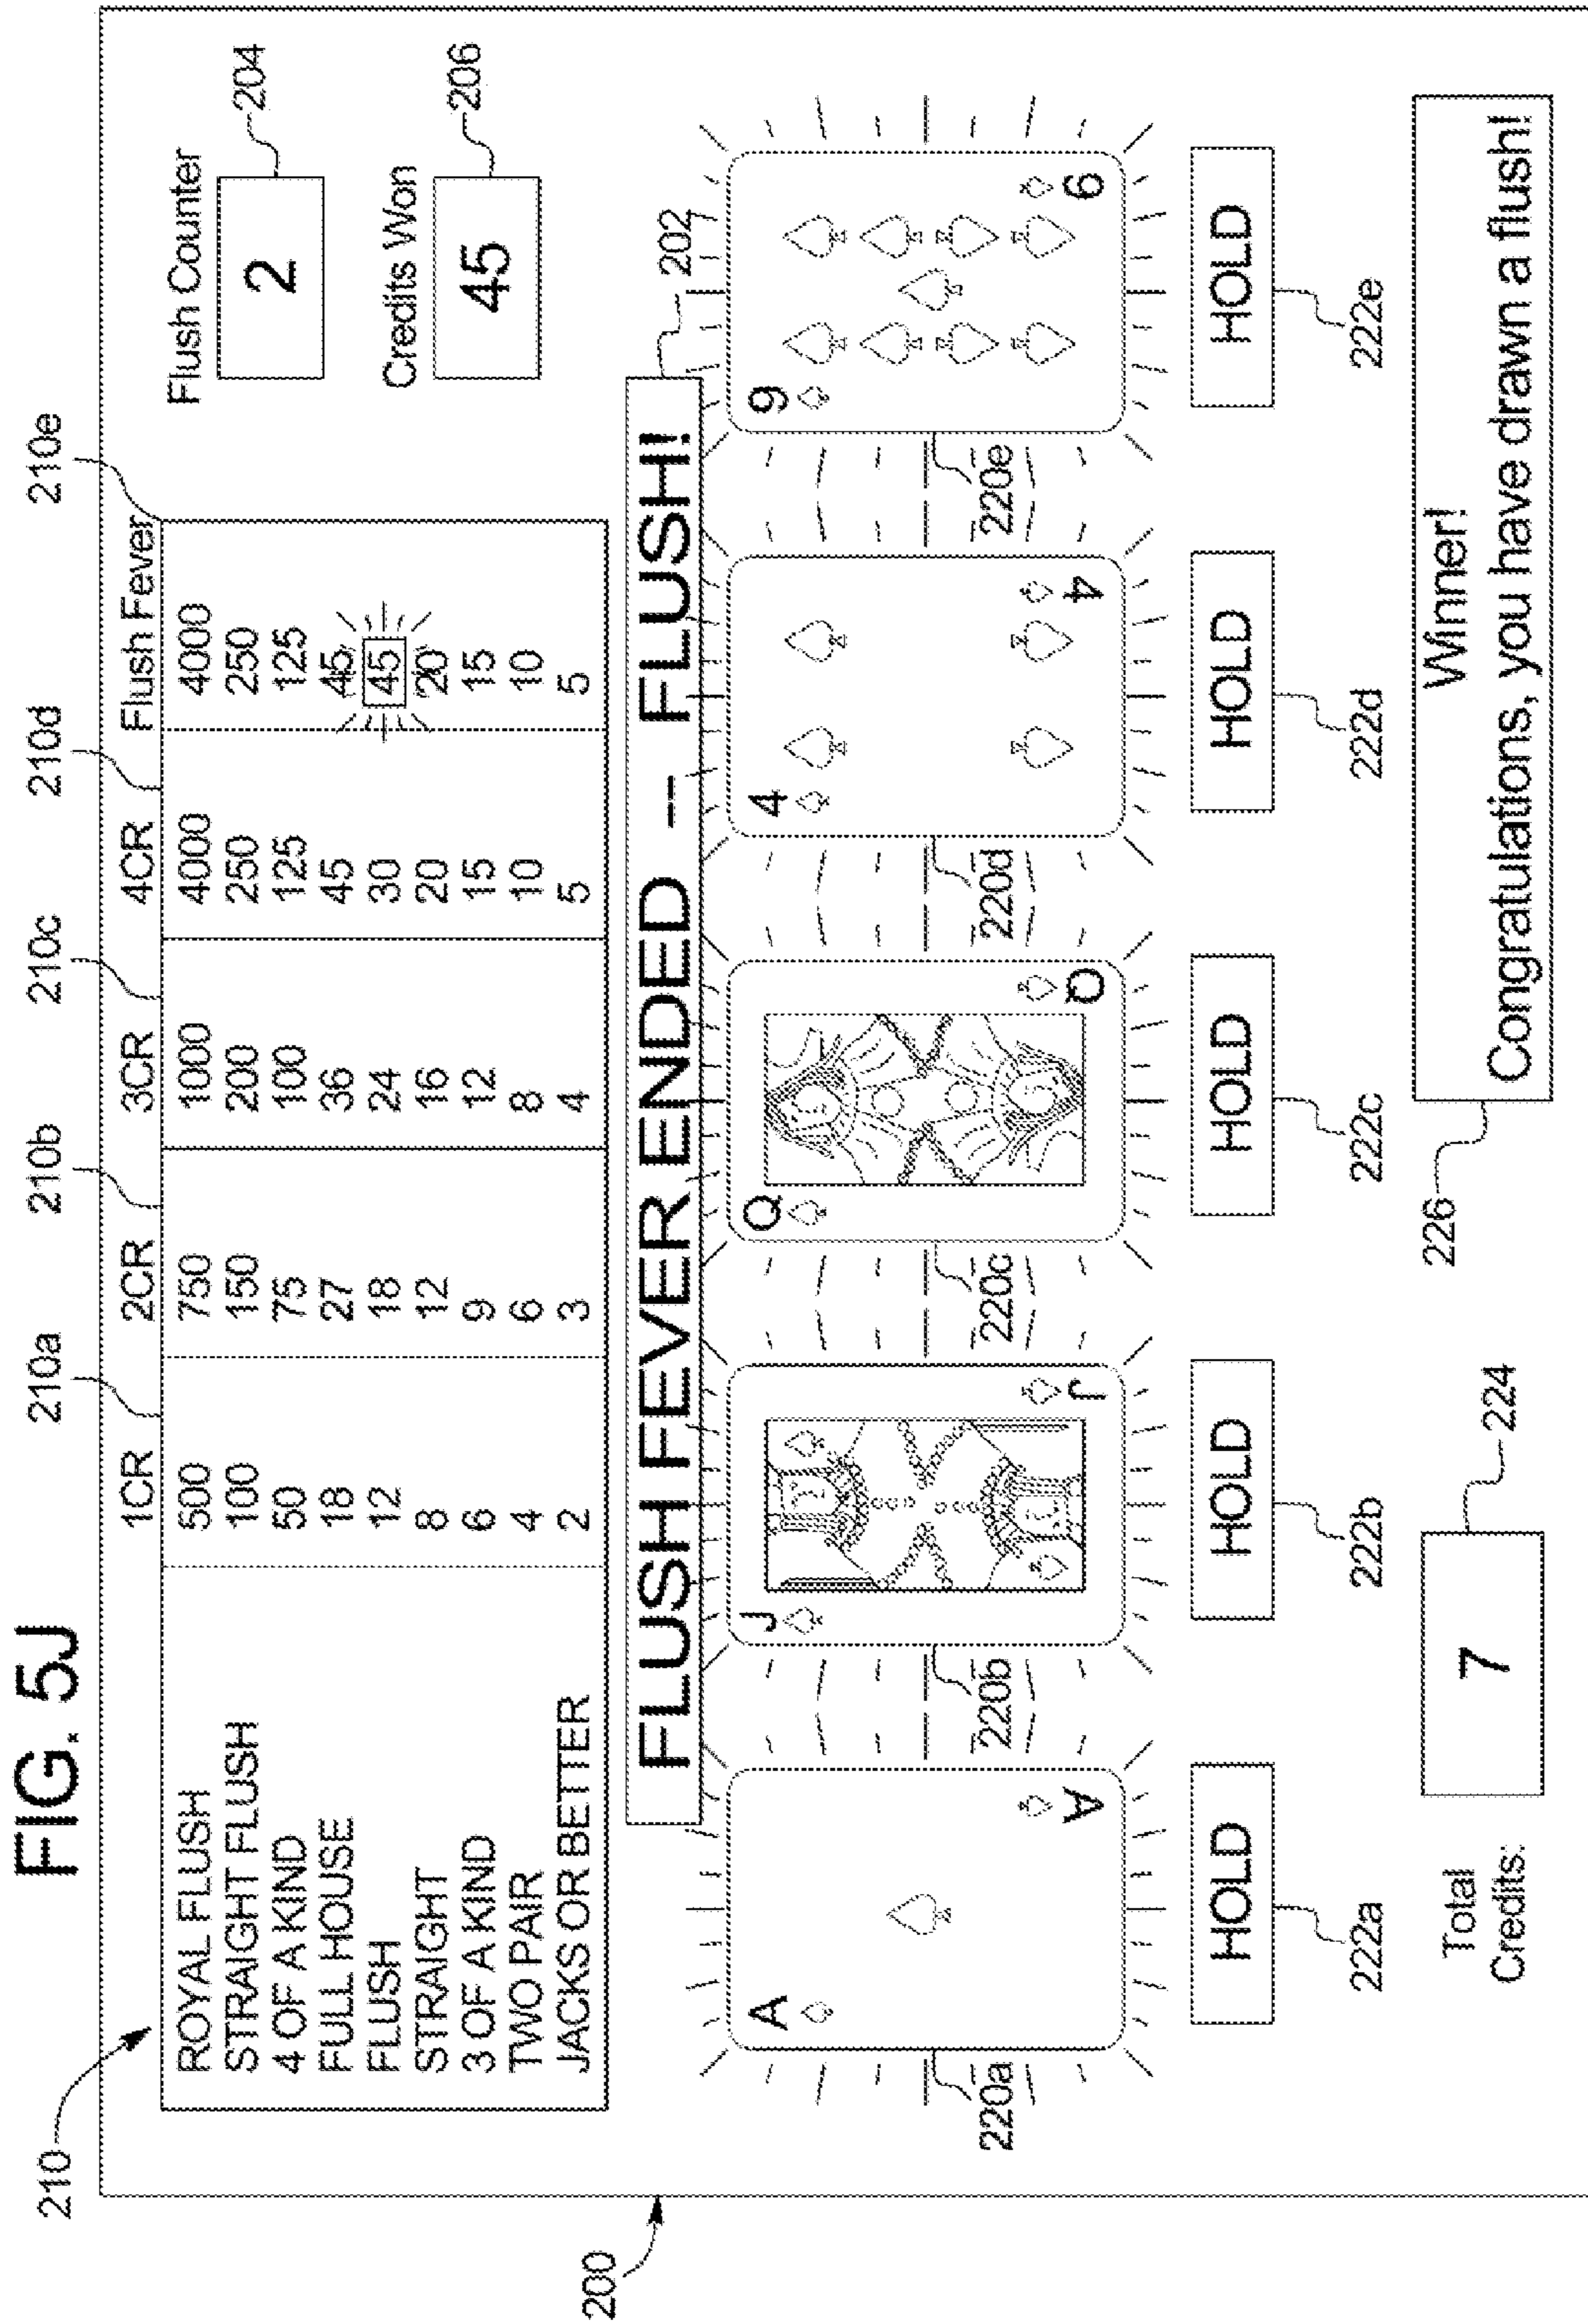 FIG. 5J
210
210a
210b
210c
210d
210e
1CR 2CR 3CR 4CR Flush Fever
ROYAL FLUSH 500 750 1000 4000 4000
STRAIGHT FLUSH 100 150 200 250 250
4 OF A KIND 50 75 100 125 125
FULL HOUSE 18 27 36 45 45
FLUSH 12 18 24 30 45
STRAIGHT 8 12 16 20 20
3 OF A KIND 6 9 12 15 15
TWO PAIR 4 6 8 10 10
JACKS OR BETTER 2 3 4 5 5
Flush Counter
2
204
Credits Won
45
206
200
FLUSH FEVER ENDED -- FLUSH!
202
A J Q 4 9
A J Q 4 9
220a 220b 220c 220d 220e
HOLD HOLD HOLD HOLD HOLD
222a 222b 222c 222d 222e
Total
Credits:
7
224
226
Winner!
Congratulations, you have drawn a flush!